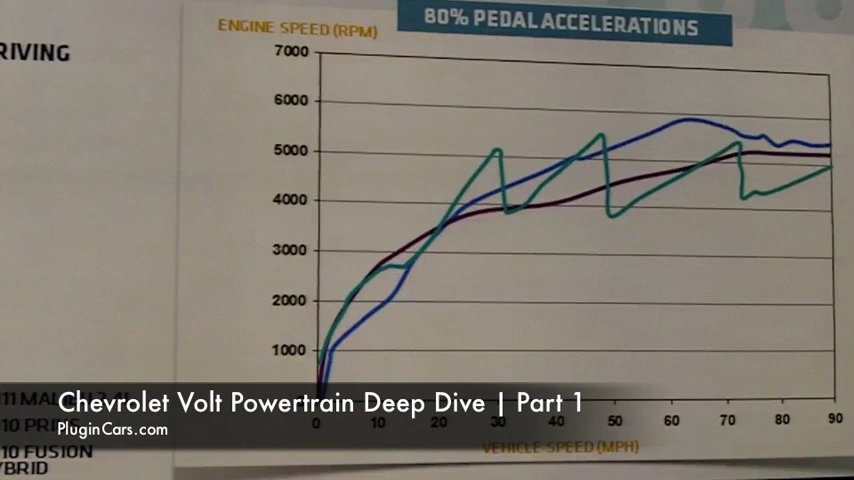 80% PEDAL ACCELERATIONS
ENGINE SPEED (RPM)
RIVING
7000
6000
5000
4000
3000
2000
1000
0 10 20 30 40 50 60 70 80 90
VEHICLE SPEED (MPH)
Chevrolet Volt Powertrain Deep Dive | Part 1
PluginCars.com
10 FUSION
YBRID